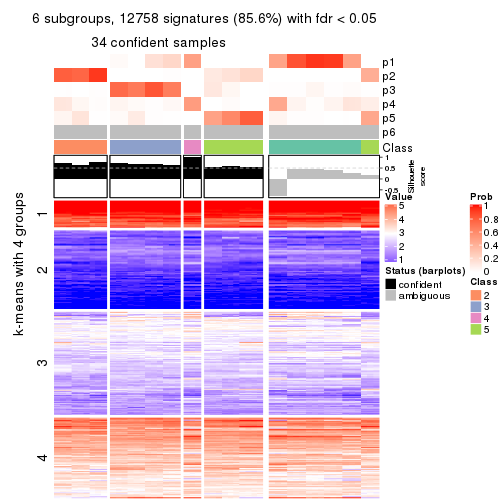 6 subgroups, 12758 signatures (85.6%) with fdr < 0.05
34 confident samples
p1
p2
p3
p4
p5
p6
Class
1
0.5
0
-0.5
Silhouette
score
k-means with 4 groups
1
2
3
4
Value
5
4
3
2
1
Status (barplots)
confident
ambiguous
Prob
1
0.8
0.6
0.4
0.2
0
Class
2
3
4
5